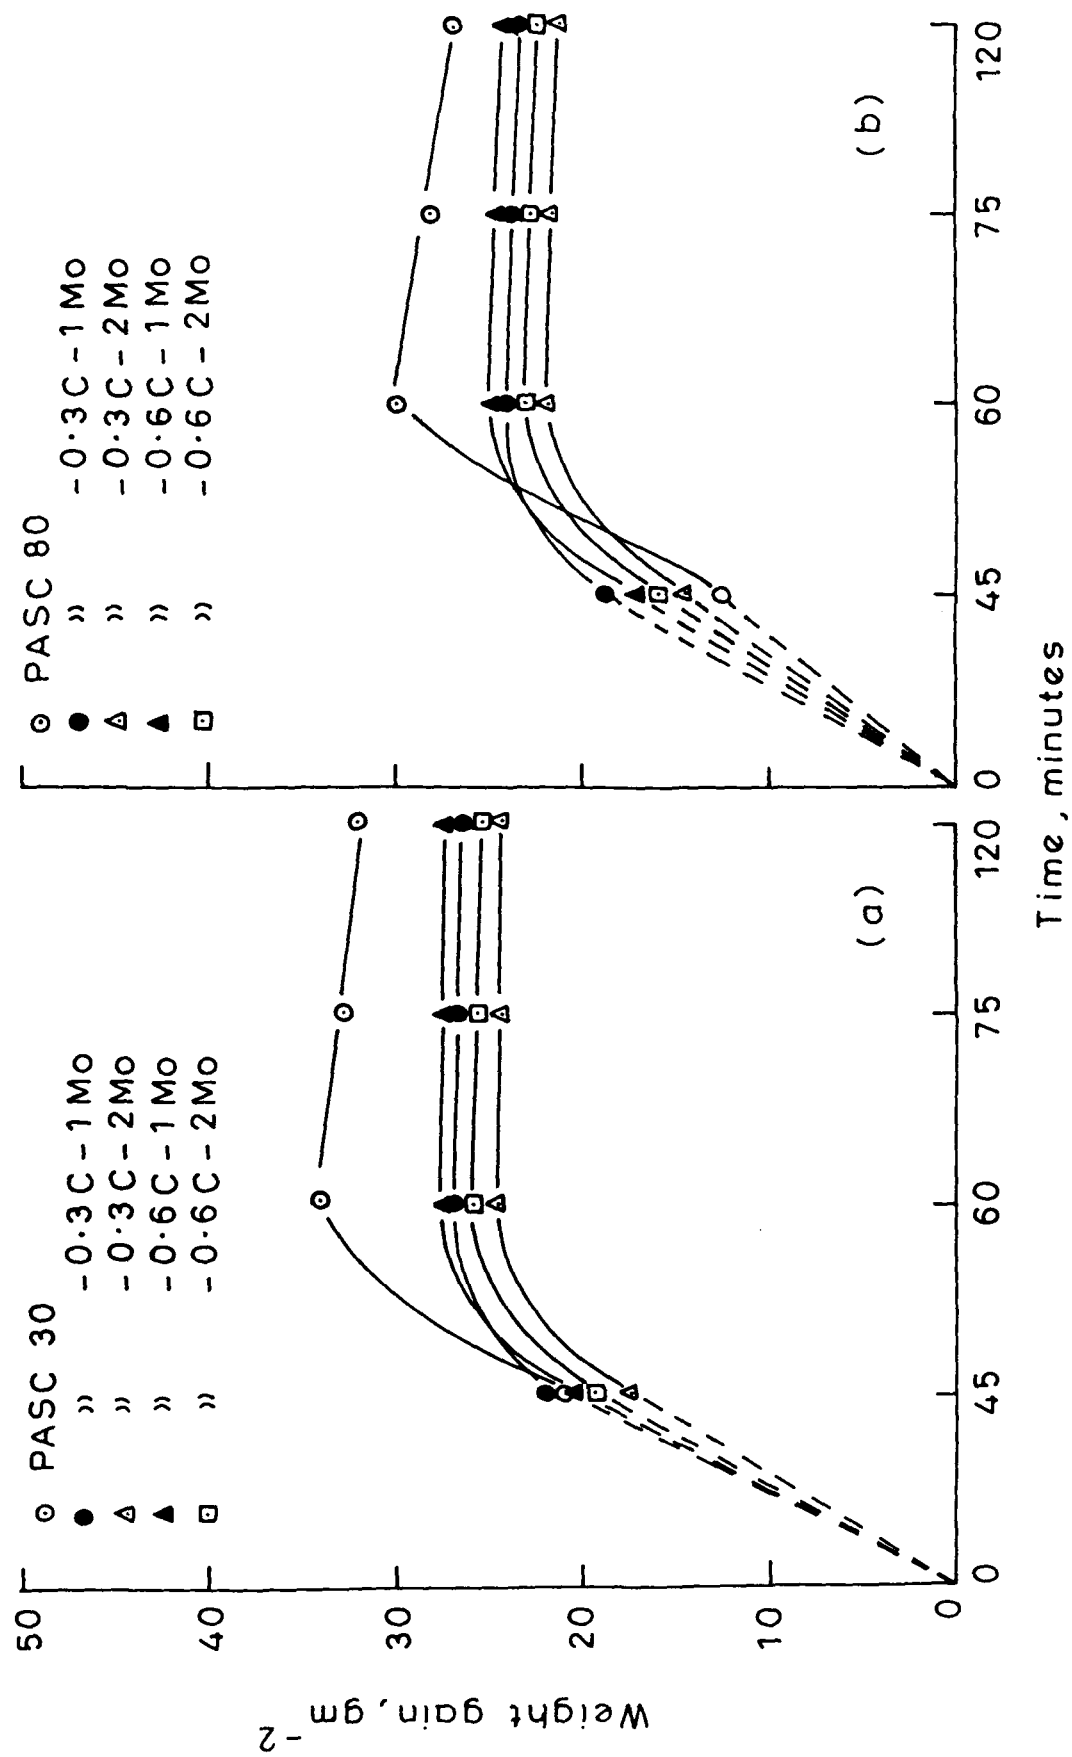 50
40
30
20
10
0
Weight gain, gm⁻²
PASC 30
〃 -0·3C-1Mo
〃 -0·3C-2Mo
〃 -0·6C-1Mo
〃 -0·6C-2Mo
(a)
0 45 60 75 120
PASC 80
〃 -0·3C-1Mo
〃 -0·3C-2Mo
〃 -0·6C-1Mo
〃 -0·6C-2Mo
(b)
0 45 60 75 120
Time, minutes